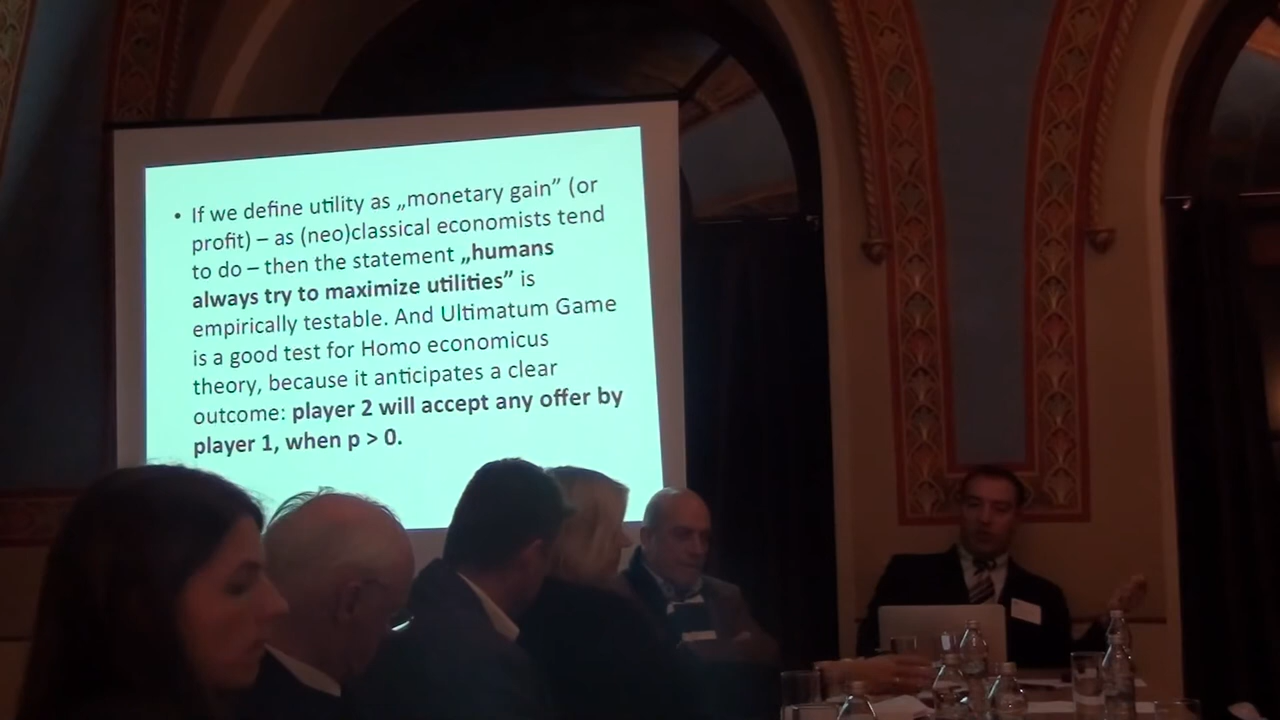 • If we define utility as „monetary gain” (or
profit) – as (neo)classical economists tend
to do – then the statement „humans
always try to maximize utilities” is
empirically testable. And Ultimatum Game
is a good test for Homo economicus
theory, because it anticipates a clear
outcome: player 2 will accept any offer by
player 1, when p > 0.